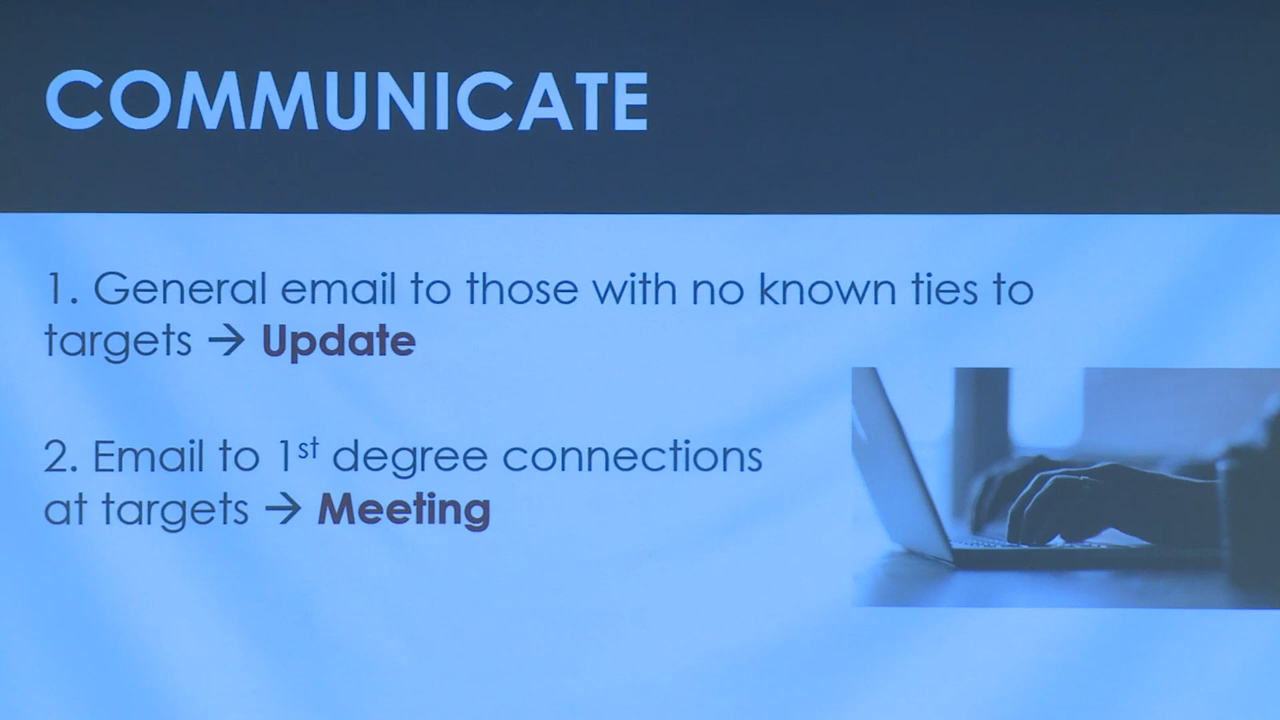 COMMUNICATE
1. General email to those with no known ties to
targets → Update
2. Email to 1st degree connections
at targets → Meeting